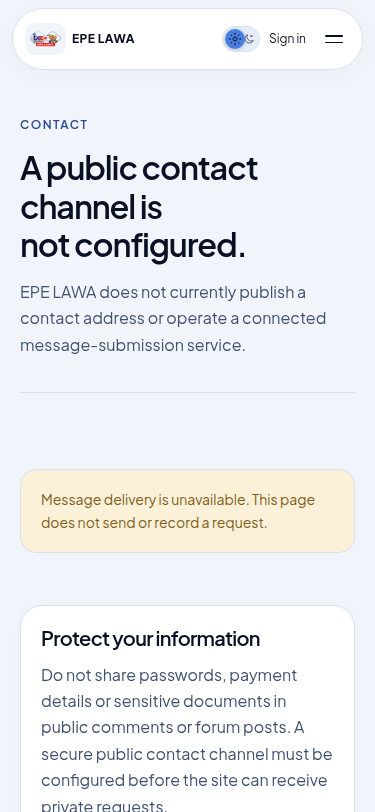 EPE LAWA
Sign in
CONTACT
A public contact
channel is
not configured.
EPE LAWA does not currently publish a
contact address or operate a connected
message-submission service.
Message delivery is unavailable. This page
does not send or record a request.
Protect your information
Do not share passwords, payment
details or sensitive documents in
public comments or forum posts. A
secure public contact channel must be
configured before the site can receive
private requests.